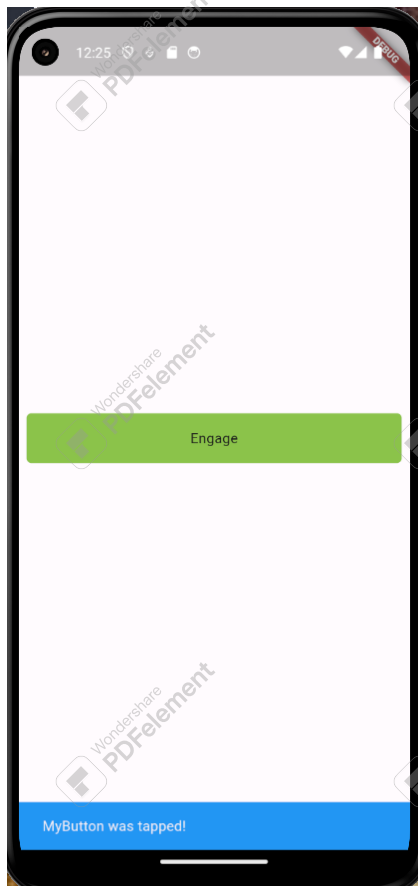 12:25
DEBUG
Wondershare
PDFelement
Wondershare
PDFelement
Engage
Wondershare
PDFelement
MyButton was tapped!